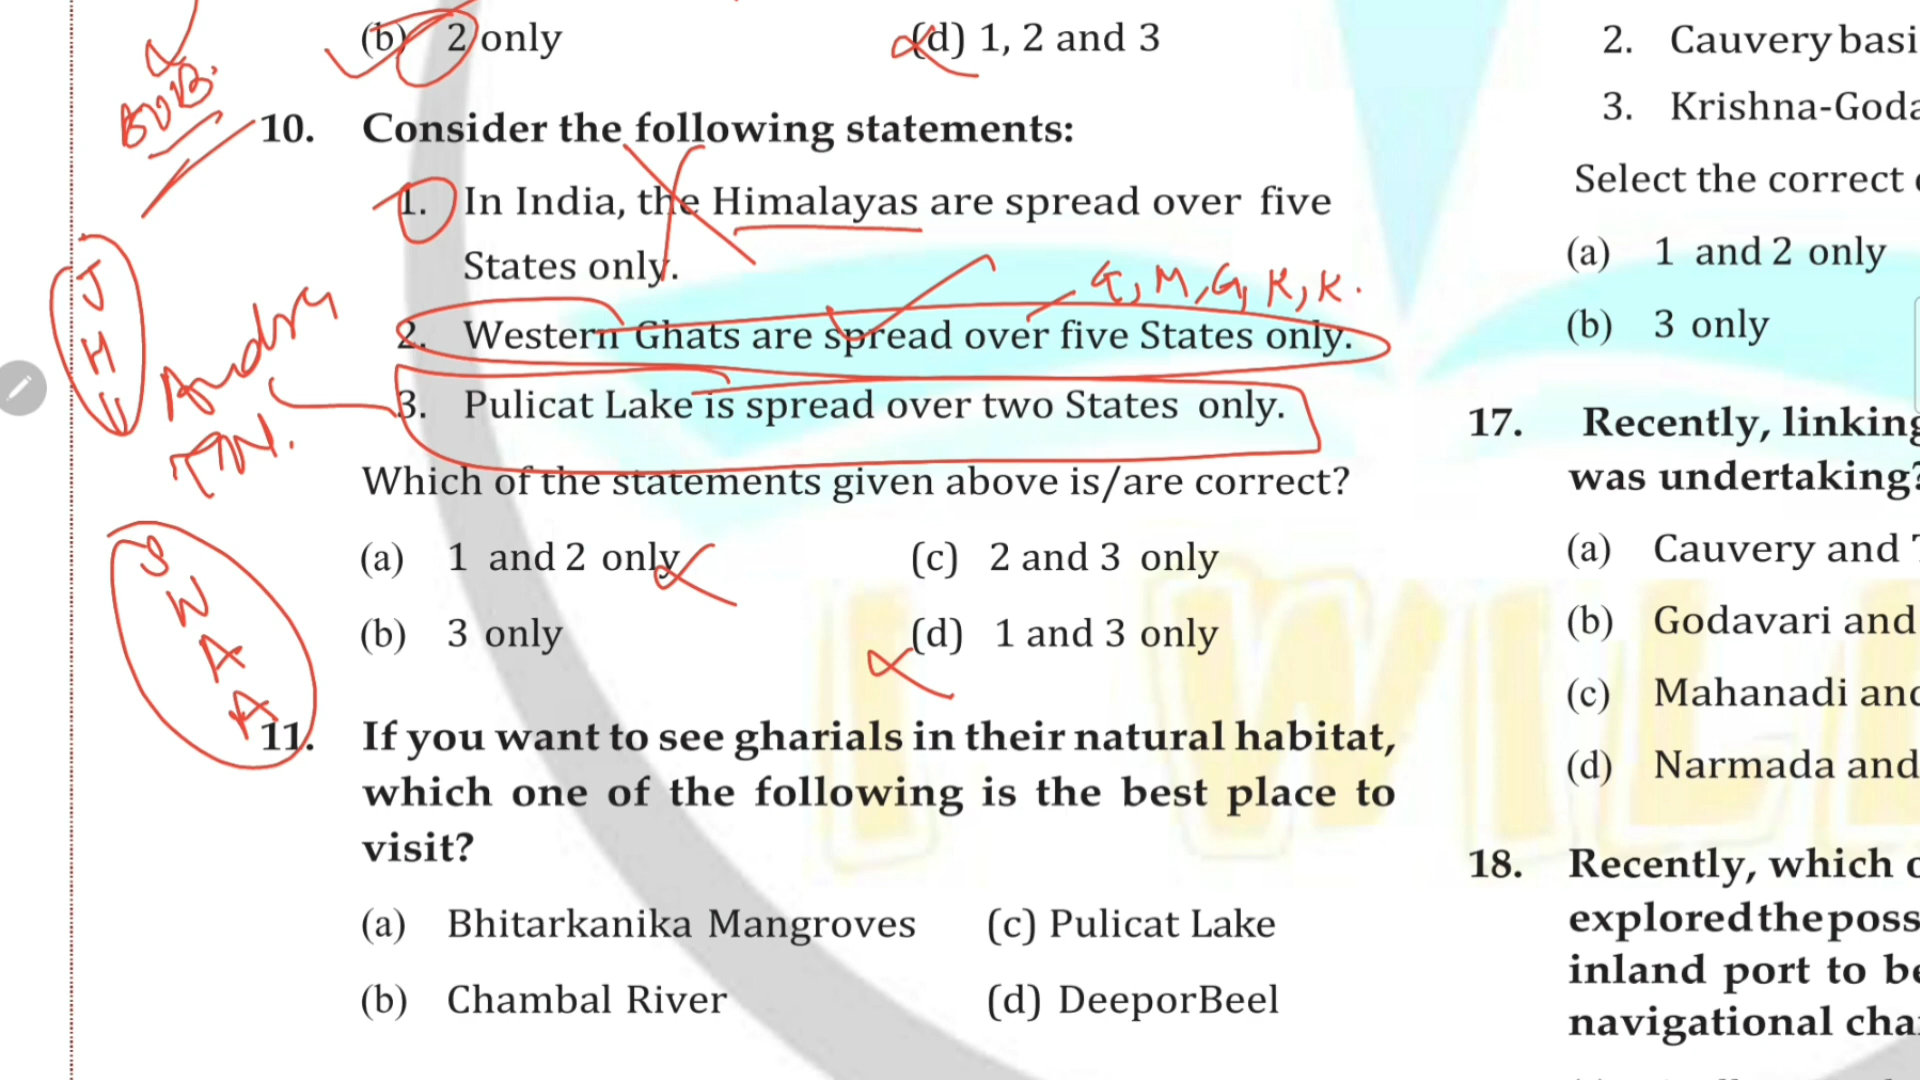 (b) 2 only
(d) 1, 2 and 3
BOB.
10. Consider the following statements:
1. In India, the Himalayas are spread over five
States only.
G, M, G, K, K.
2. Western Ghats are spread over five States only.
3. Pulicat Lake is spread over two States only.
J
H
U
Andhra
TN.
Which of the statements given above is/are correct?
(a) 1 and 2 only
(c) 2 and 3 only
(b) 3 only
(d) 1 and 3 only
S
W
A
A
11. If you want to see gharials in their natural habitat,
which one of the following is the best place to
visit?
(a) Bhitarkanika Mangroves
(c) Pulicat Lake
(b) Chambal River
(d) DeeporBeel
2. Cauvery basi
3. Krishna-Goda
Select the correct
(a) 1 and 2 only
(b) 3 only
17. Recently, linking
was undertaking?
(a) Cauvery and
(b) Godavari and
(c) Mahanadi and
(d) Narmada and
18. Recently, which
exploredtheposs
inland port to be
navigational cha
I WILL